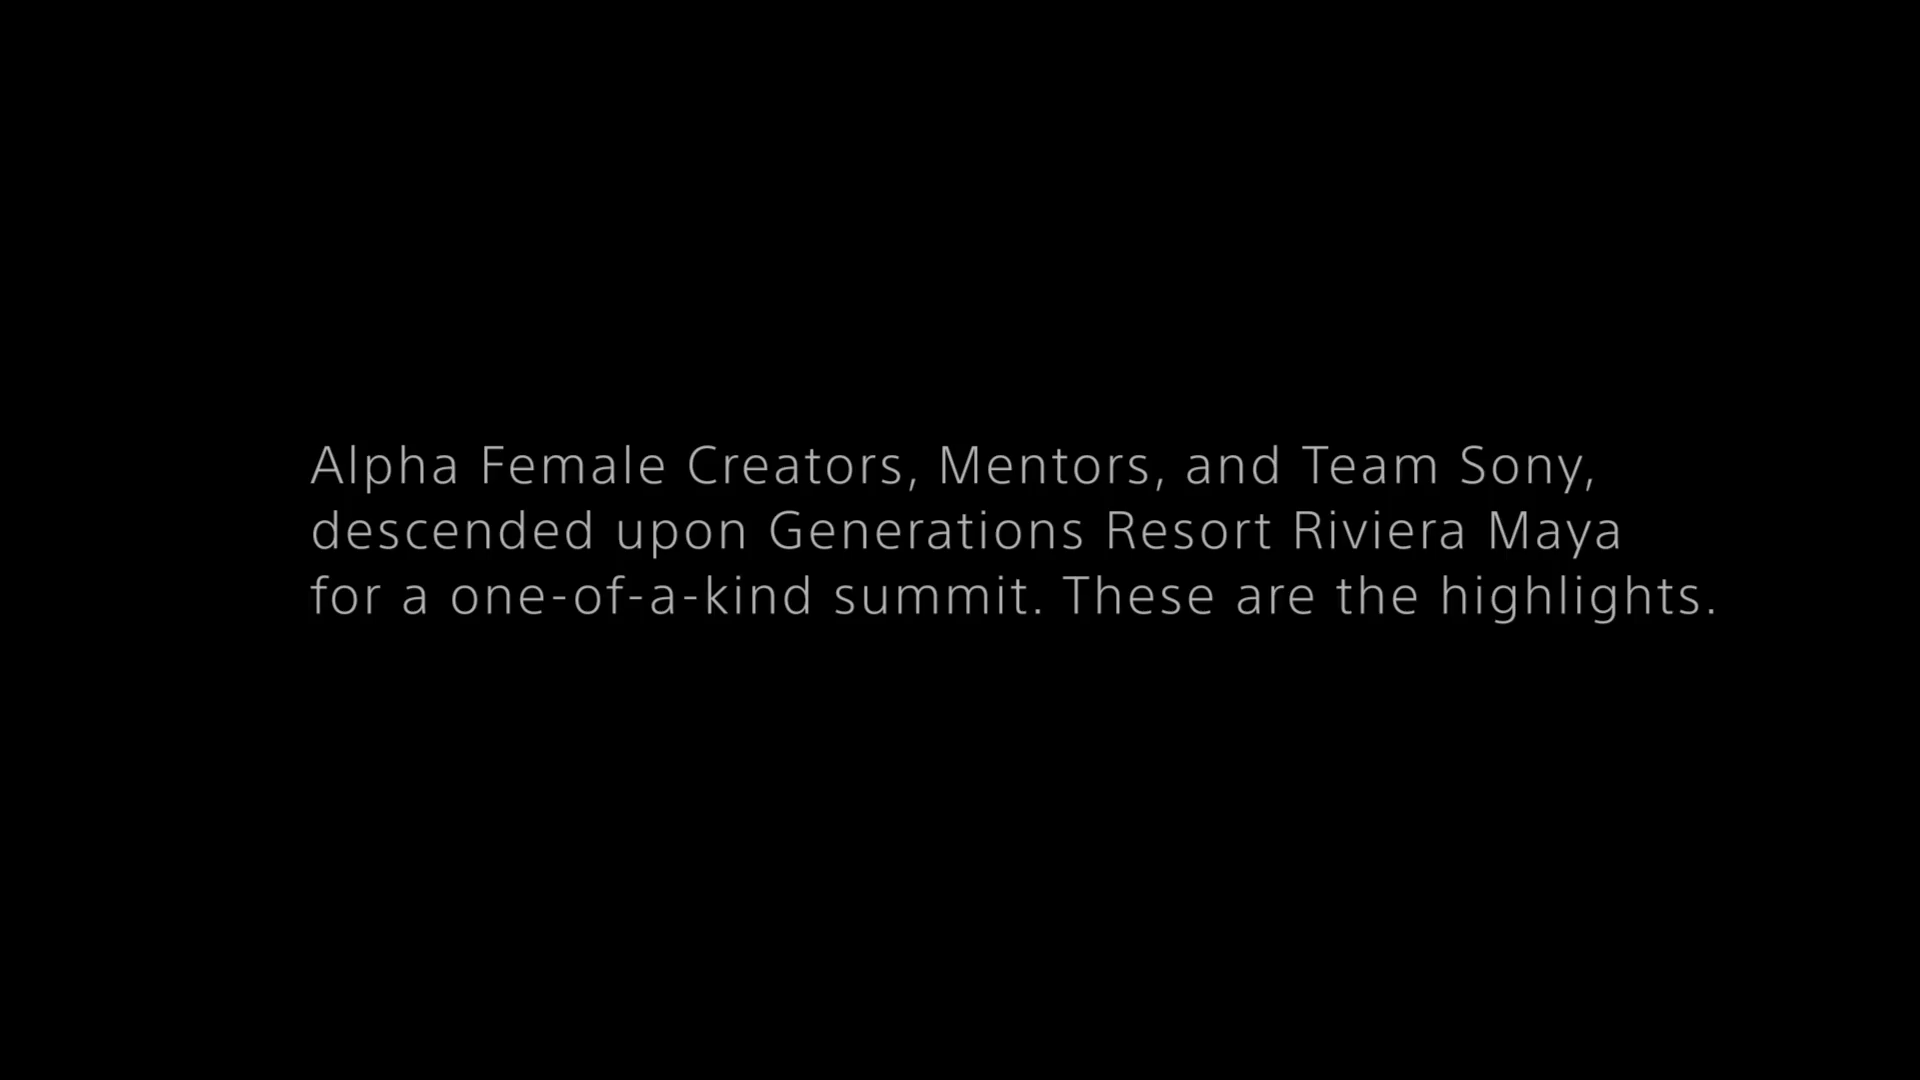 Alpha Female Creators, Mentors, and Team Sony,
descended upon Generations Resort Riviera Maya
for a one-of-a-kind summit. These are the highlights.